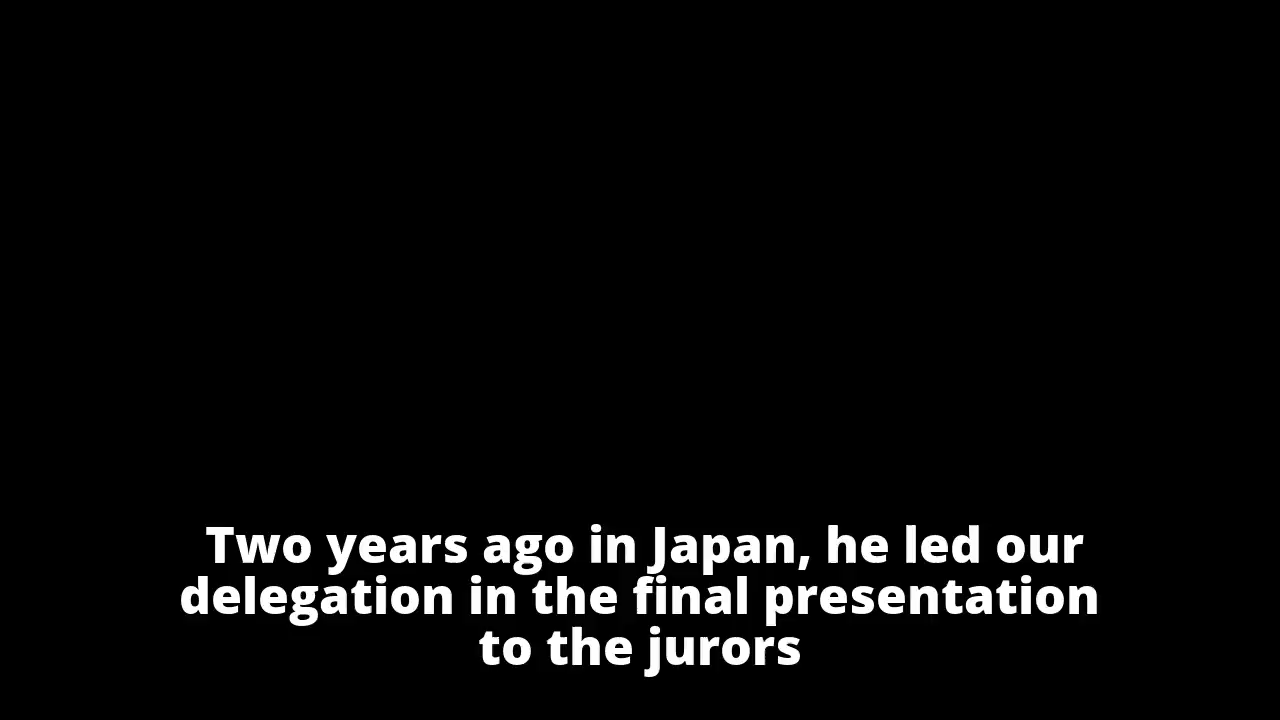 Two years ago in Japan, he led our
delegation in the final presentation
to the jurors